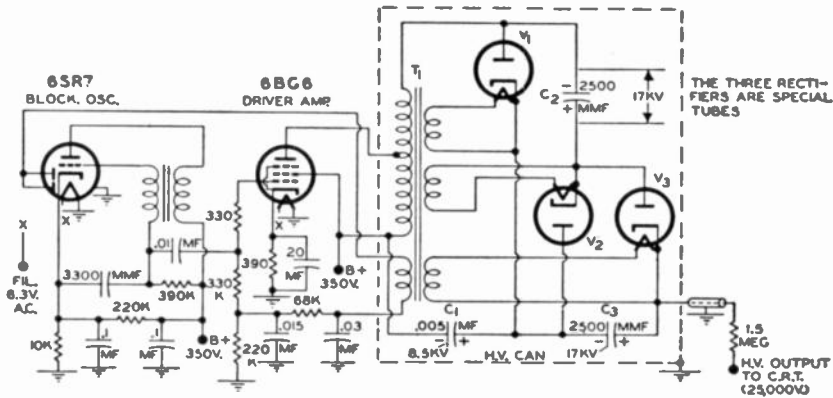 6SR7
BLOCK. OSC.
6BG6
DRIVER AMP.
V1
T1
C2
−
2500
+
MMF
17KV
THE THREE RECTI-
FIERS ARE SPECIAL
TUBES
V3
V2
X
X
X
FIL.
6.3V.
A.C.
330
.01 MF
3300 MMF
390K
330
K
390
20
MF
B+
350V.
220K
68K
10K
.1
MF
.1
MF
B+
350V.
220
K
.015
MF
.03
MF
C1
.005 MF
− +
8.5KV
H.V. CAN
C3
2500 MMF
− +
17KV
1.5
MEG
H.V. OUTPUT
TO C.R.T.
(25,000V.)